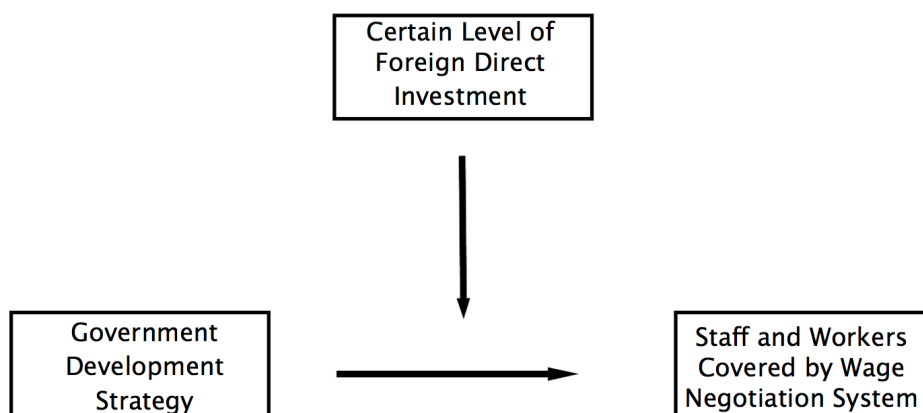 Certain Level of
Foreign Direct
Investment
Government
Development
Strategy
Staff and Workers
Covered by Wage
Negotiation System